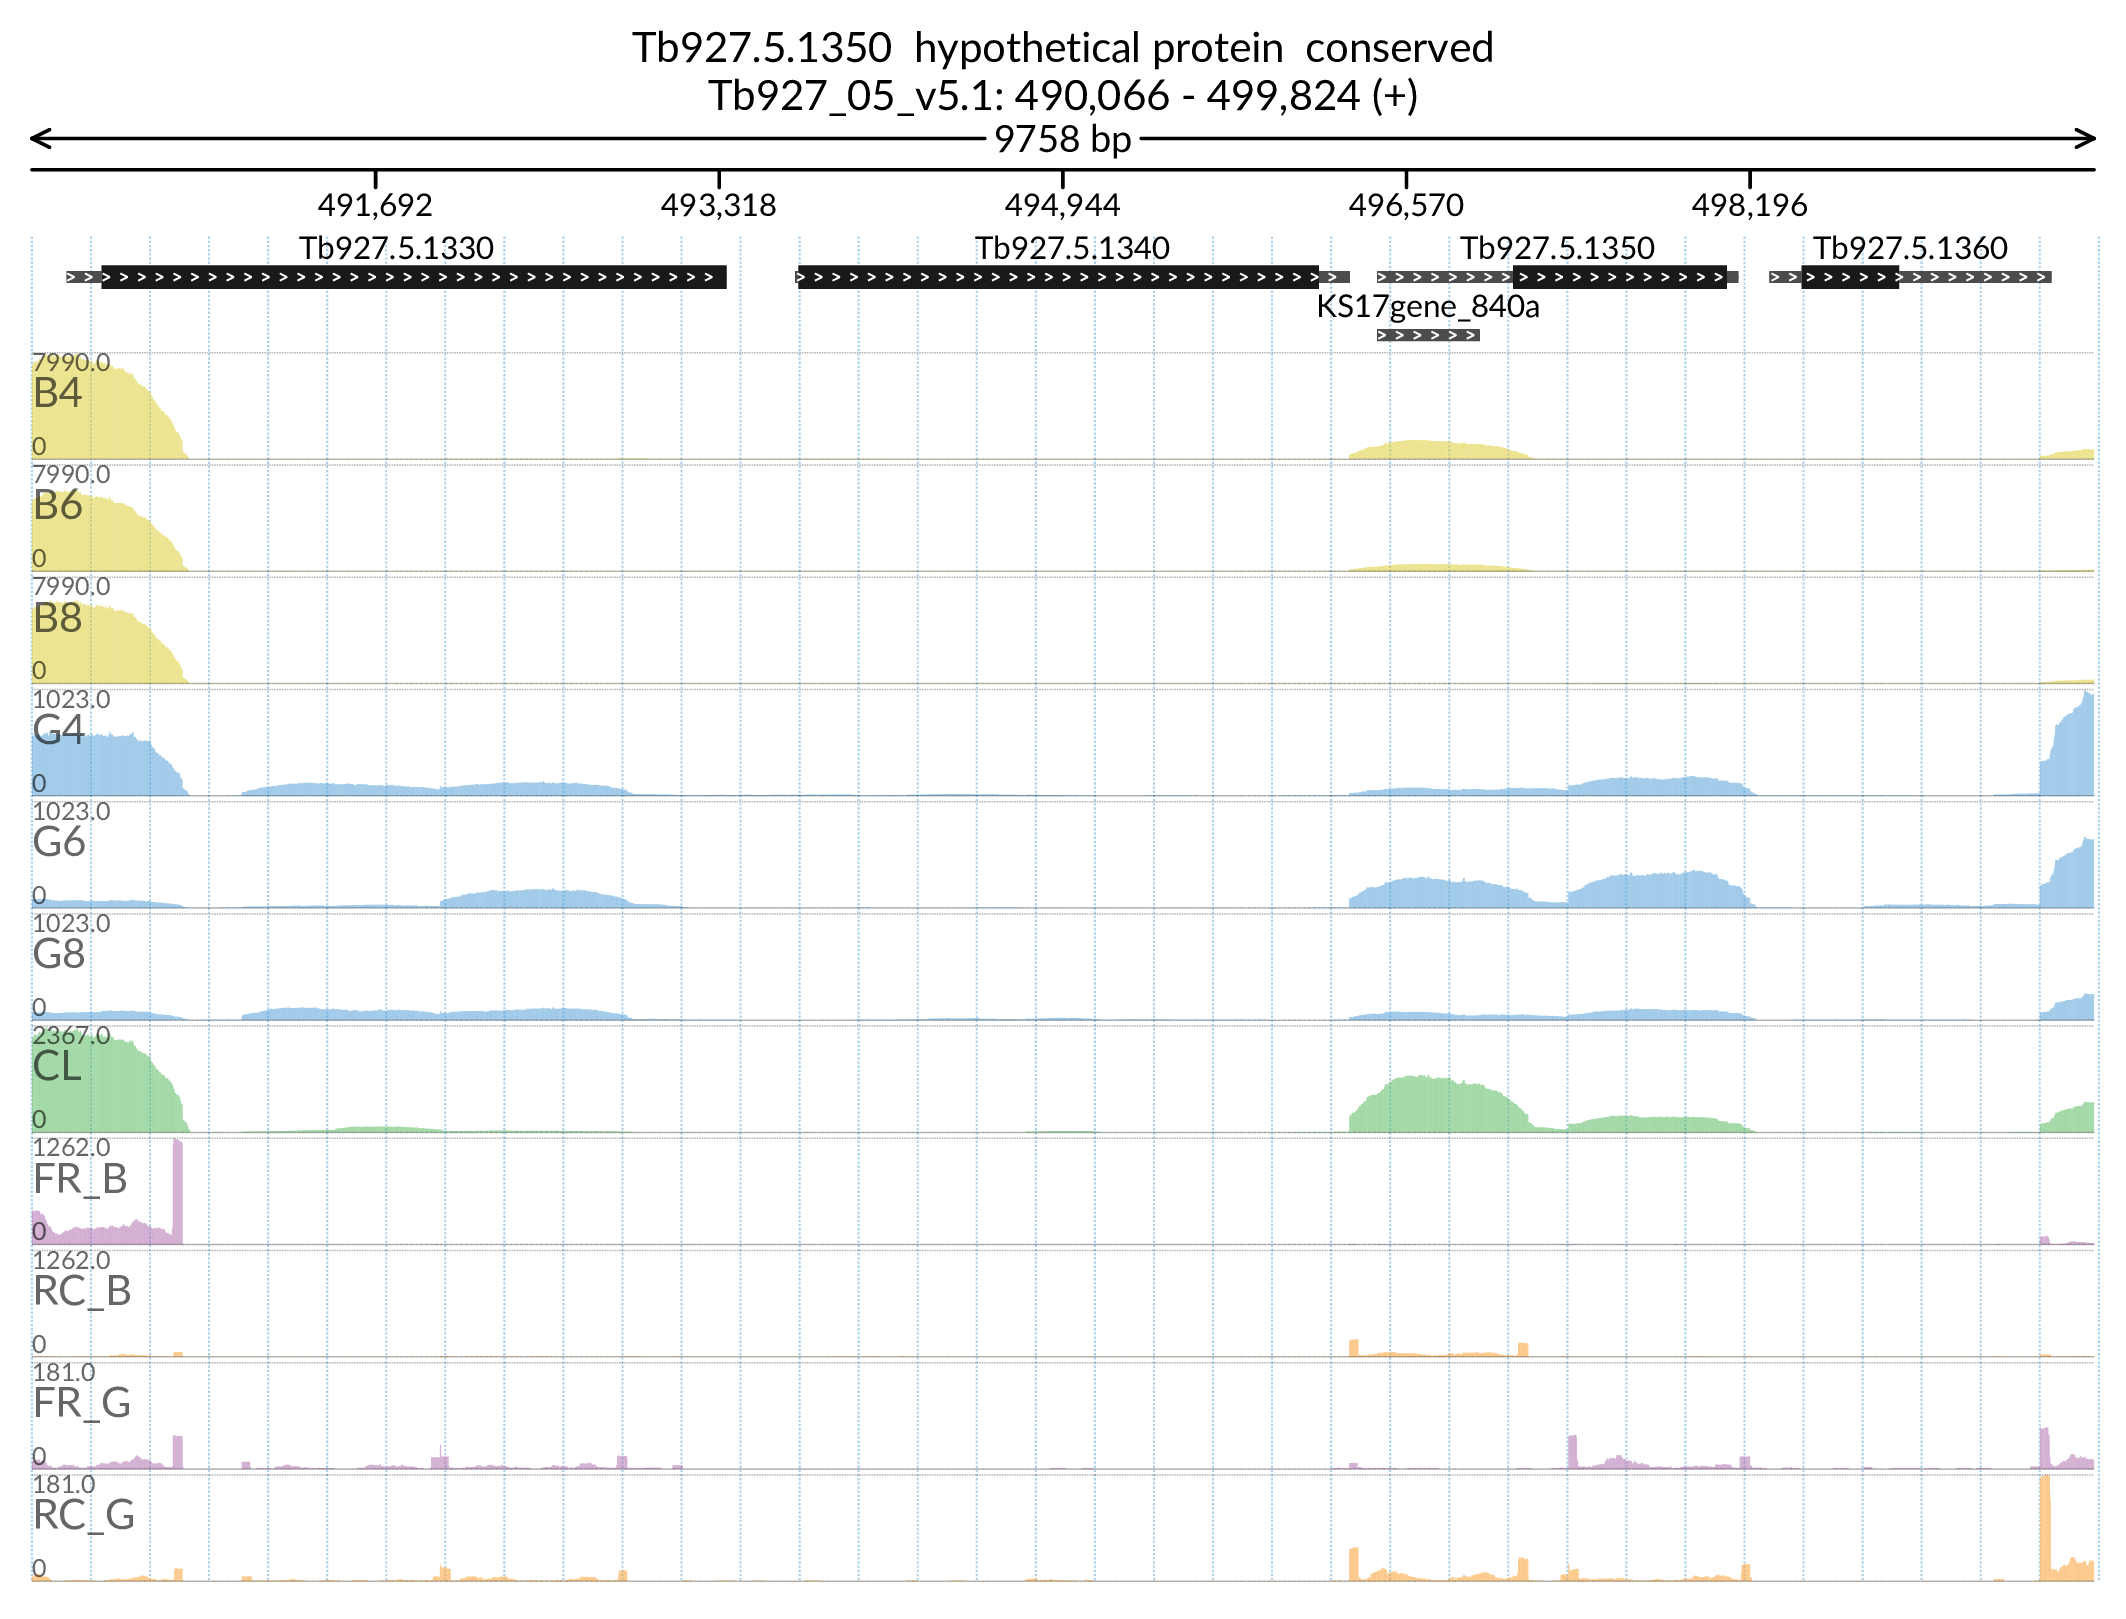 Tb927.5.1350 hypothetical protein conserved
Tb927_05_v5.1: 490,066 - 499,824 (+)
9758 bp
491,692 493,318 494,944 496,570 498,196
Tb927.5.1330 Tb927.5.1340 Tb927.5.1350 Tb927.5.1360
KS17gene_840a
7990.0
B4
0
7990.0
B6
0
7990.0
B8
0
1023.0
G4
0
1023.0
G6
0
1023.0
G8
0
2367.0
CL
0
1262.0
FR_B
0
1262.0
RC_B
0
181.0
FR_G
0
181.0
RC_G
0